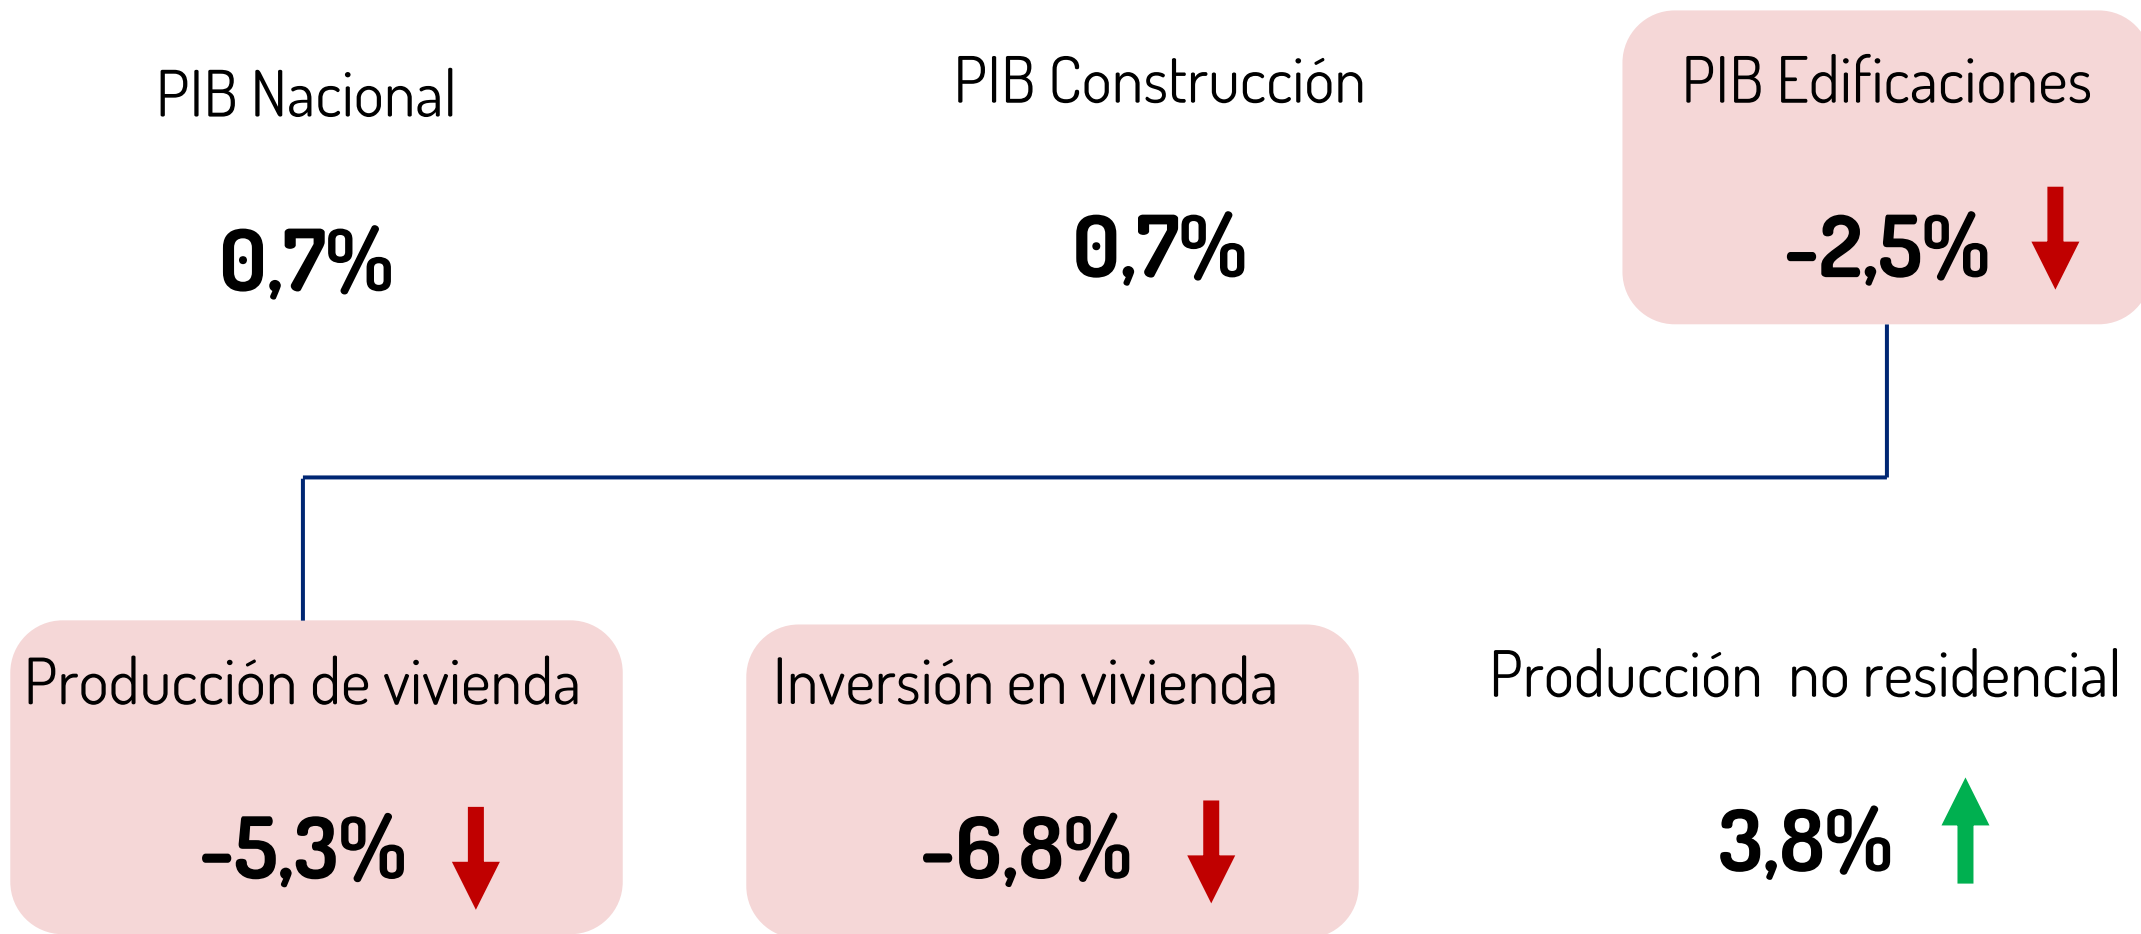 PIB Nacional
0,7%
PIB Construcción
0,7%
PIB Edificaciones
-2,5%
Producción de vivienda
-5,3%
Inversión en vivienda
-6,8%
Producción  no residencial
3,8%